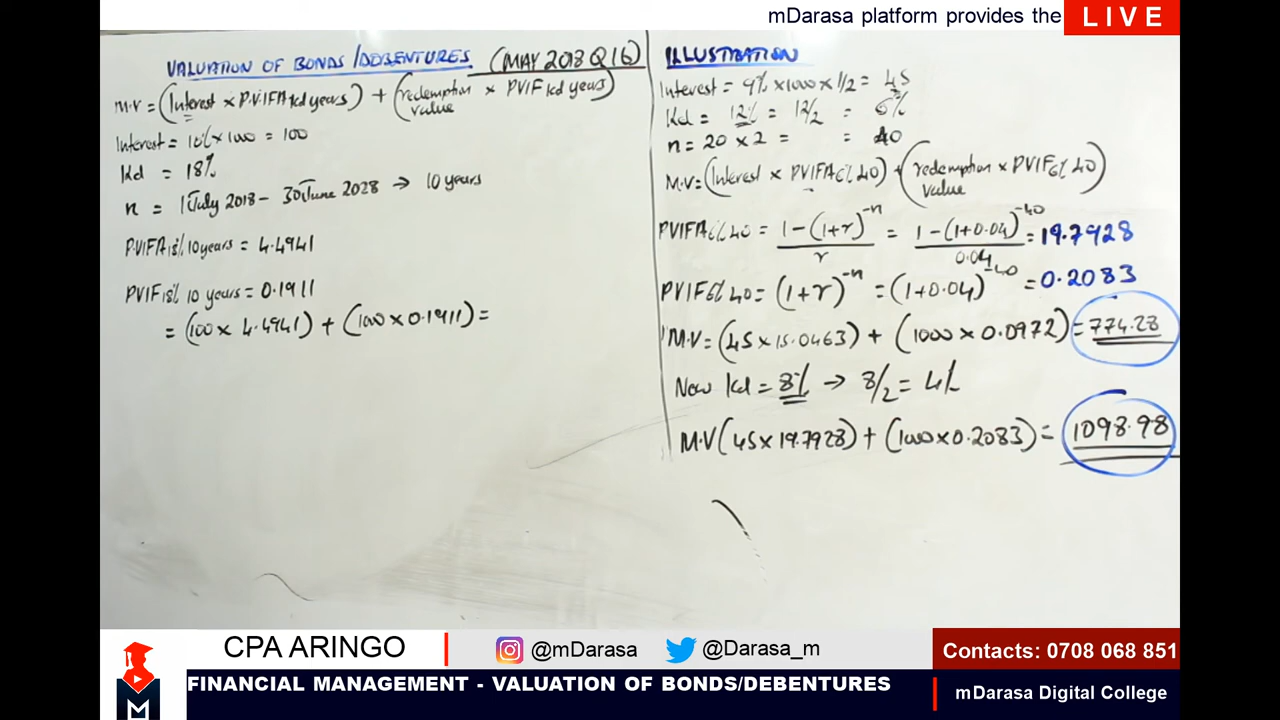 mDarasa platform provides the
LIVE
VALUATION OF BONDS/DEBENTURES (MAY 2018 Q1b)
M.V = (Interest x PVIFA kd years) + (redemption value x PVIF kd years)
Interest = 10% x 1000 = 100
Kd = 18%
n = 1 July 2018 - 30 June 2028 → 10 years
PVIFA 18% 10 years = 4.4941
PVIF 18% 10 years = 0.1911
= (100 x 4.4941) + (1000 x 0.1911) =
ILLUSTRATION
Interest = 9% x 1000 x 1/2 = 45
Kd = 12% = 12/2 = 6%
n = 20 x 2 = = 40
M.V = (Interest x PVIFA 6% 40) + (redemption value x PVIF 6% 40)
PVIFA 6% 40 = 1-(1+r)^-n / r = 1-(1+0.04)^-40 / 0.04 = 19.7928
PVIF 6% 40 = (1+r)^-n = (1+0.04)^-40 = 0.2083
M.V = (45 x 15.0463) + (1000 x 0.0972) = 774.28
Now Kd = 8% → 8/2 = 4%
M.V (45 x 19.7928) + (1000 x 0.2083) = 1098.98
CPA ARINGO
@mDarasa
@Darasa_m
Contacts: 0708 068 851
FINANCIAL MANAGEMENT - VALUATION OF BONDS/DEBENTURES
mDarasa Digital College